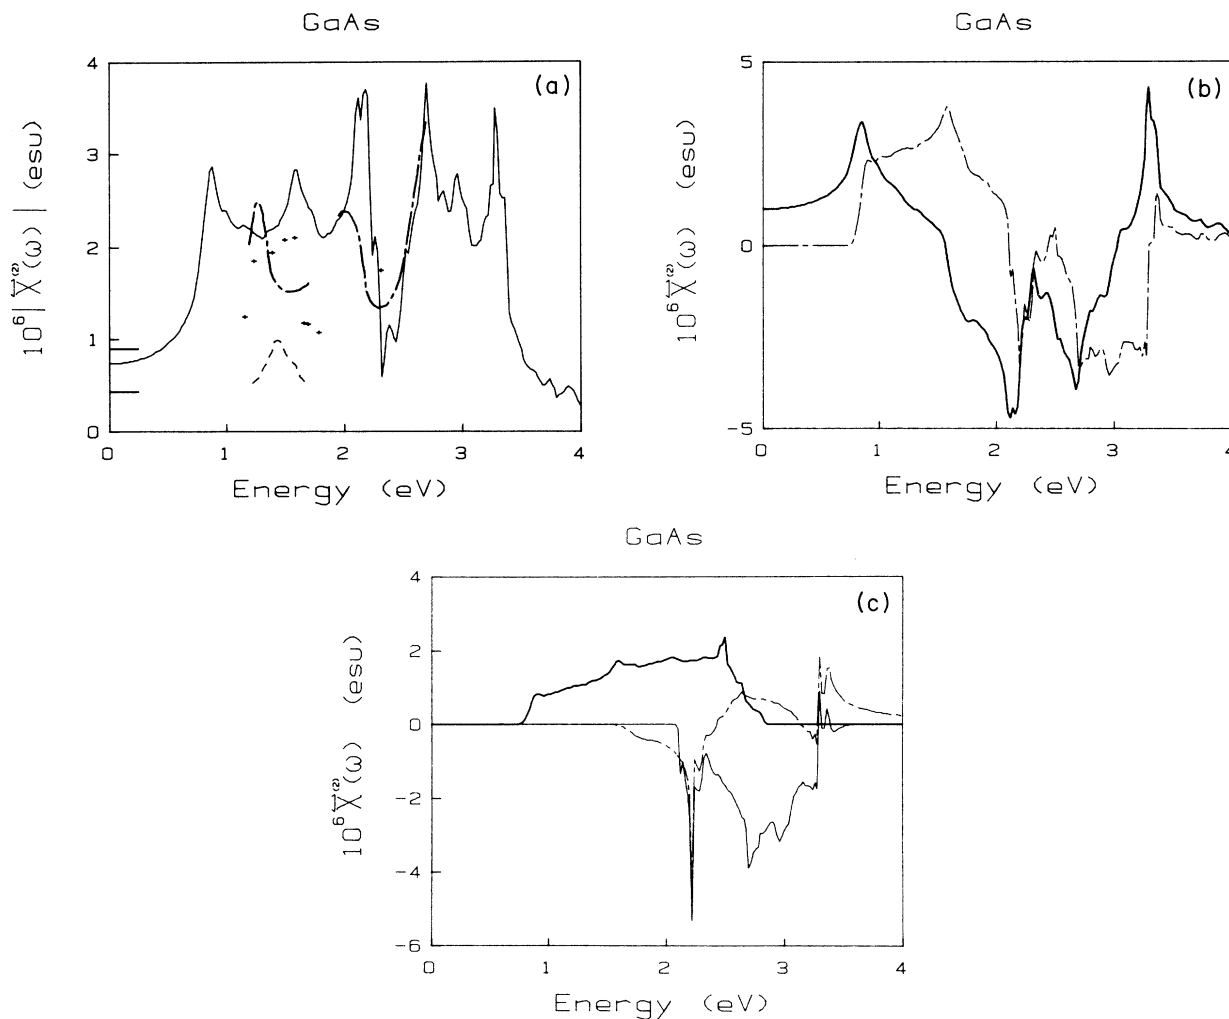 GaAs
(a)
10⁶|χ⃡⁽²⁾(ω)| (esu)
4
3
2
1
0
0 1 2 3 4
Energy (eV)
GaAs
(b)
10⁶χ⃡⁽²⁾(ω) (esu)
5
0
-5
0 1 2 3 4
Energy (eV)
GaAs
(c)
10⁶χ⃡⁽²⁾(ω) (esu)
4
2
0
-2
-4
-6
0 1 2 3 4
Energy (eV)